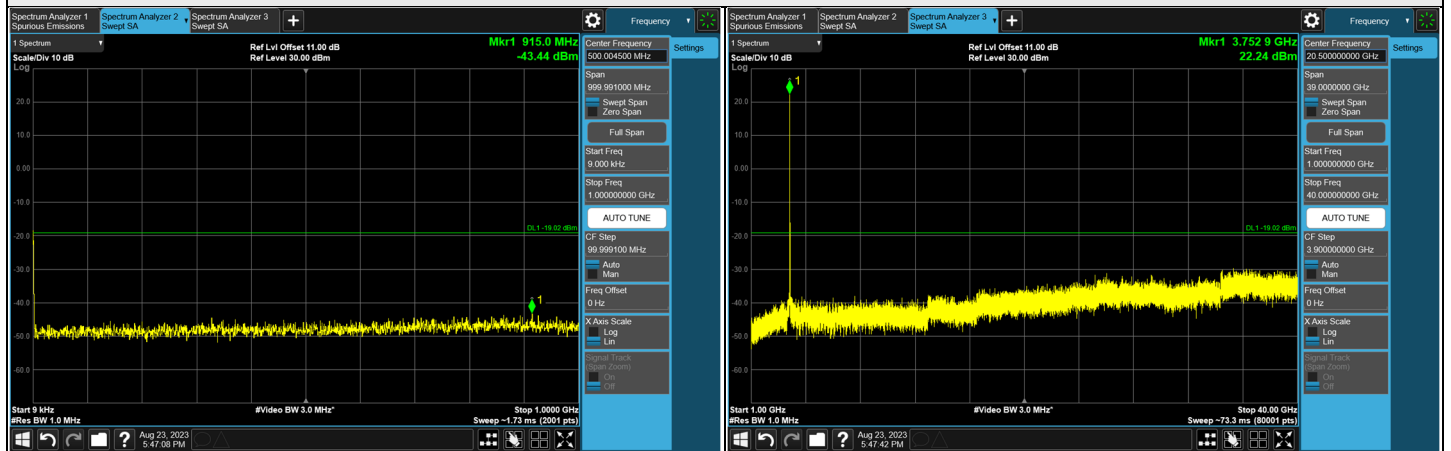 Spectrum Analyzer 1
Spurious Emissions
Spectrum Analyzer 2
Swept SA
Spectrum Analyzer 3
Swept SA
Frequency
1 Spectrum
Scale/Div 10 dB
Log
Ref Lvl Offset 11.00 dB
Ref Level 30.00 dBm
Mkr1 915.0 MHz
-43.44 dBm
20.0
10.0
0.00
-10.0
-20.0
-30.0
-40.0
-50.0
-60.0
DL1 -19.02 dBm
1
Start 9 kHz
#Res BW 1.0 MHz
#Video BW 3.0 MHz*
Stop 1.0000 GHz
Sweep ~1.73 ms (2001 pts)
Center Frequency
500.004500 MHz
Settings
Span
999.991000 MHz
Swept Span
Zero Span
Full Span
Start Freq
9.000 kHz
Stop Freq
1.000000000 GHz
AUTO TUNE
CF Step
99.999100 MHz
Auto
Man
Freq Offset
0 Hz
X Axis Scale
Log
Lin
Signal Track
(Span Zoom)
On
Off
?
Aug 23, 2023
5:47:08 PM
Spectrum Analyzer 1
Spurious Emissions
Spectrum Analyzer 2
Swept SA
Spectrum Analyzer 3
Swept SA
Frequency
1 Spectrum
Scale/Div 10 dB
Log
Ref Lvl Offset 11.00 dB
Ref Level 30.00 dBm
Mkr1 3.752 9 GHz
22.24 dBm
1
20.0
10.0
0.00
-10.0
-20.0
-30.0
-40.0
-50.0
-60.0
DL1 -19.02 dBm
Start 1.00 GHz
#Res BW 1.0 MHz
#Video BW 3.0 MHz*
Stop 40.00 GHz
Sweep ~73.3 ms (80001 pts)
Center Frequency
20.500000000 GHz
Settings
Span
39.0000000 GHz
Swept Span
Zero Span
Full Span
Start Freq
1.000000000 GHz
Stop Freq
40.000000000 GHz
AUTO TUNE
CF Step
3.900000000 GHz
Auto
Man
Freq Offset
0 Hz
X Axis Scale
Log
Lin
Signal Track
(Span Zoom)
On
Off
?
Aug 23, 2023
5:47:42 PM